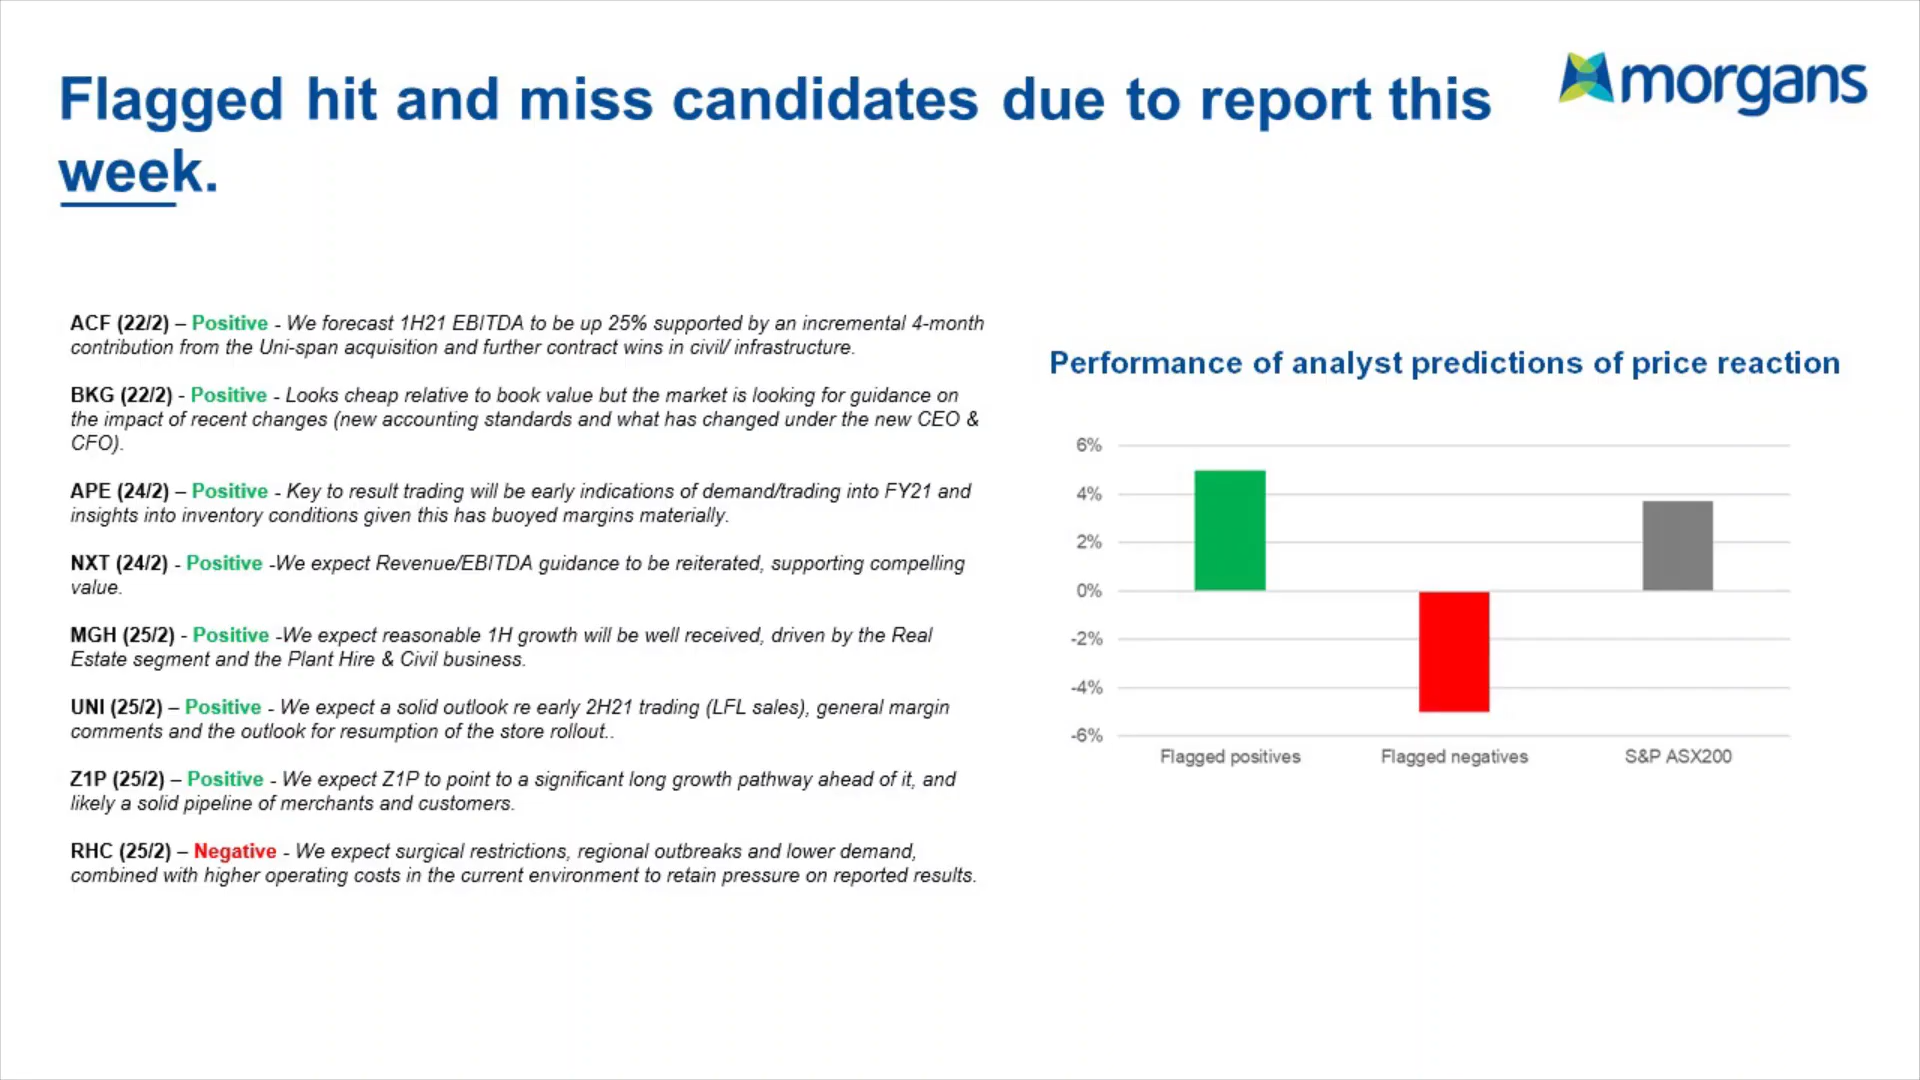 Flagged hit and miss candidates due to report this
week.
morgans
ACF (22/2) – Positive - We forecast 1H21 EBITDA to be up 25% supported by an incremental 4-month
contribution from the Uni-span acquisition and further contract wins in civil/ infrastructure.
BKG (22/2) - Positive - Looks cheap relative to book value but the market is looking for guidance on
the impact of recent changes (new accounting standards and what has changed under the new CEO &
CFO).
APE (24/2) – Positive - Key to result trading will be early indications of demand/trading into FY21 and
insights into inventory conditions given this has buoyed margins materially.
NXT (24/2) - Positive -We expect Revenue/EBITDA guidance to be reiterated, supporting compelling
value.
MGH (25/2) - Positive -We expect reasonable 1H growth will be well received, driven by the Real
Estate segment and the Plant Hire & Civil business.
UNI (25/2) – Positive - We expect a solid outlook re early 2H21 trading (LFL sales), general margin
comments and the outlook for resumption of the store rollout..
Z1P (25/2) – Positive - We expect Z1P to point to a significant long growth pathway ahead of it, and
likely a solid pipeline of merchants and customers.
RHC (25/2) – Negative - We expect surgical restrictions, regional outbreaks and lower demand,
combined with higher operating costs in the current environment to retain pressure on reported results.
Performance of analyst predictions of price reaction
6%
4%
2%
0%
-2%
-4%
-6%
Flagged positives
Flagged negatives
S&P ASX200